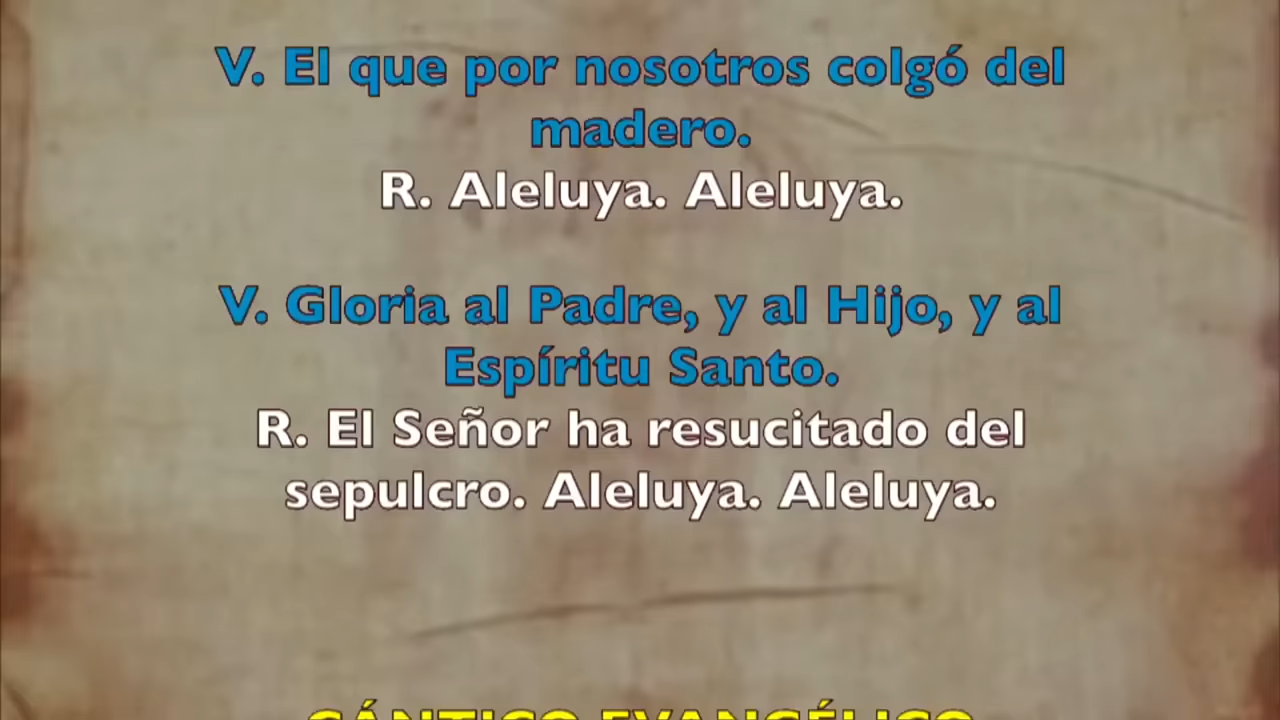 V. El que por nosotros colgó del
madero.
R. Aleluya. Aleluya.
V. Gloria al Padre, y al Hijo, y al
Espíritu Santo.
R. El Señor ha resucitado del
sepulcro. Aleluya. Aleluya.
CÁNTICO EVANGÉLICO